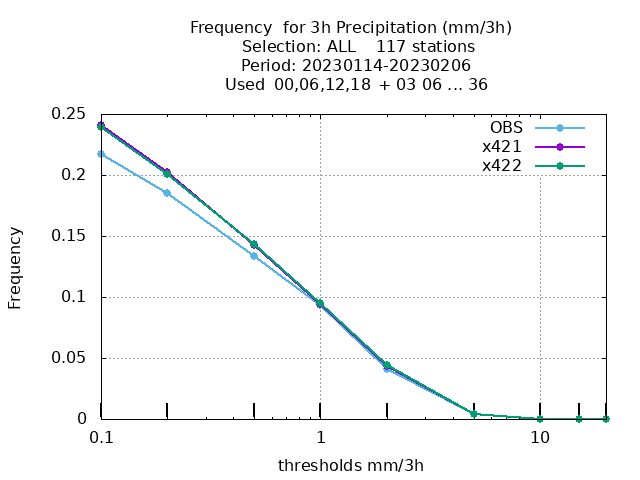 Frequency  for 3h Precipitation (mm/3h)
Selection: ALL    117 stations
Period: 20230114-20230206
Used  00,06,12,18  + 03 06 ... 36
OBS
x421
x422
0.25
0.2
0.15
0.1
0.05
0
Frequency
0.1
1
10
thresholds mm/3h